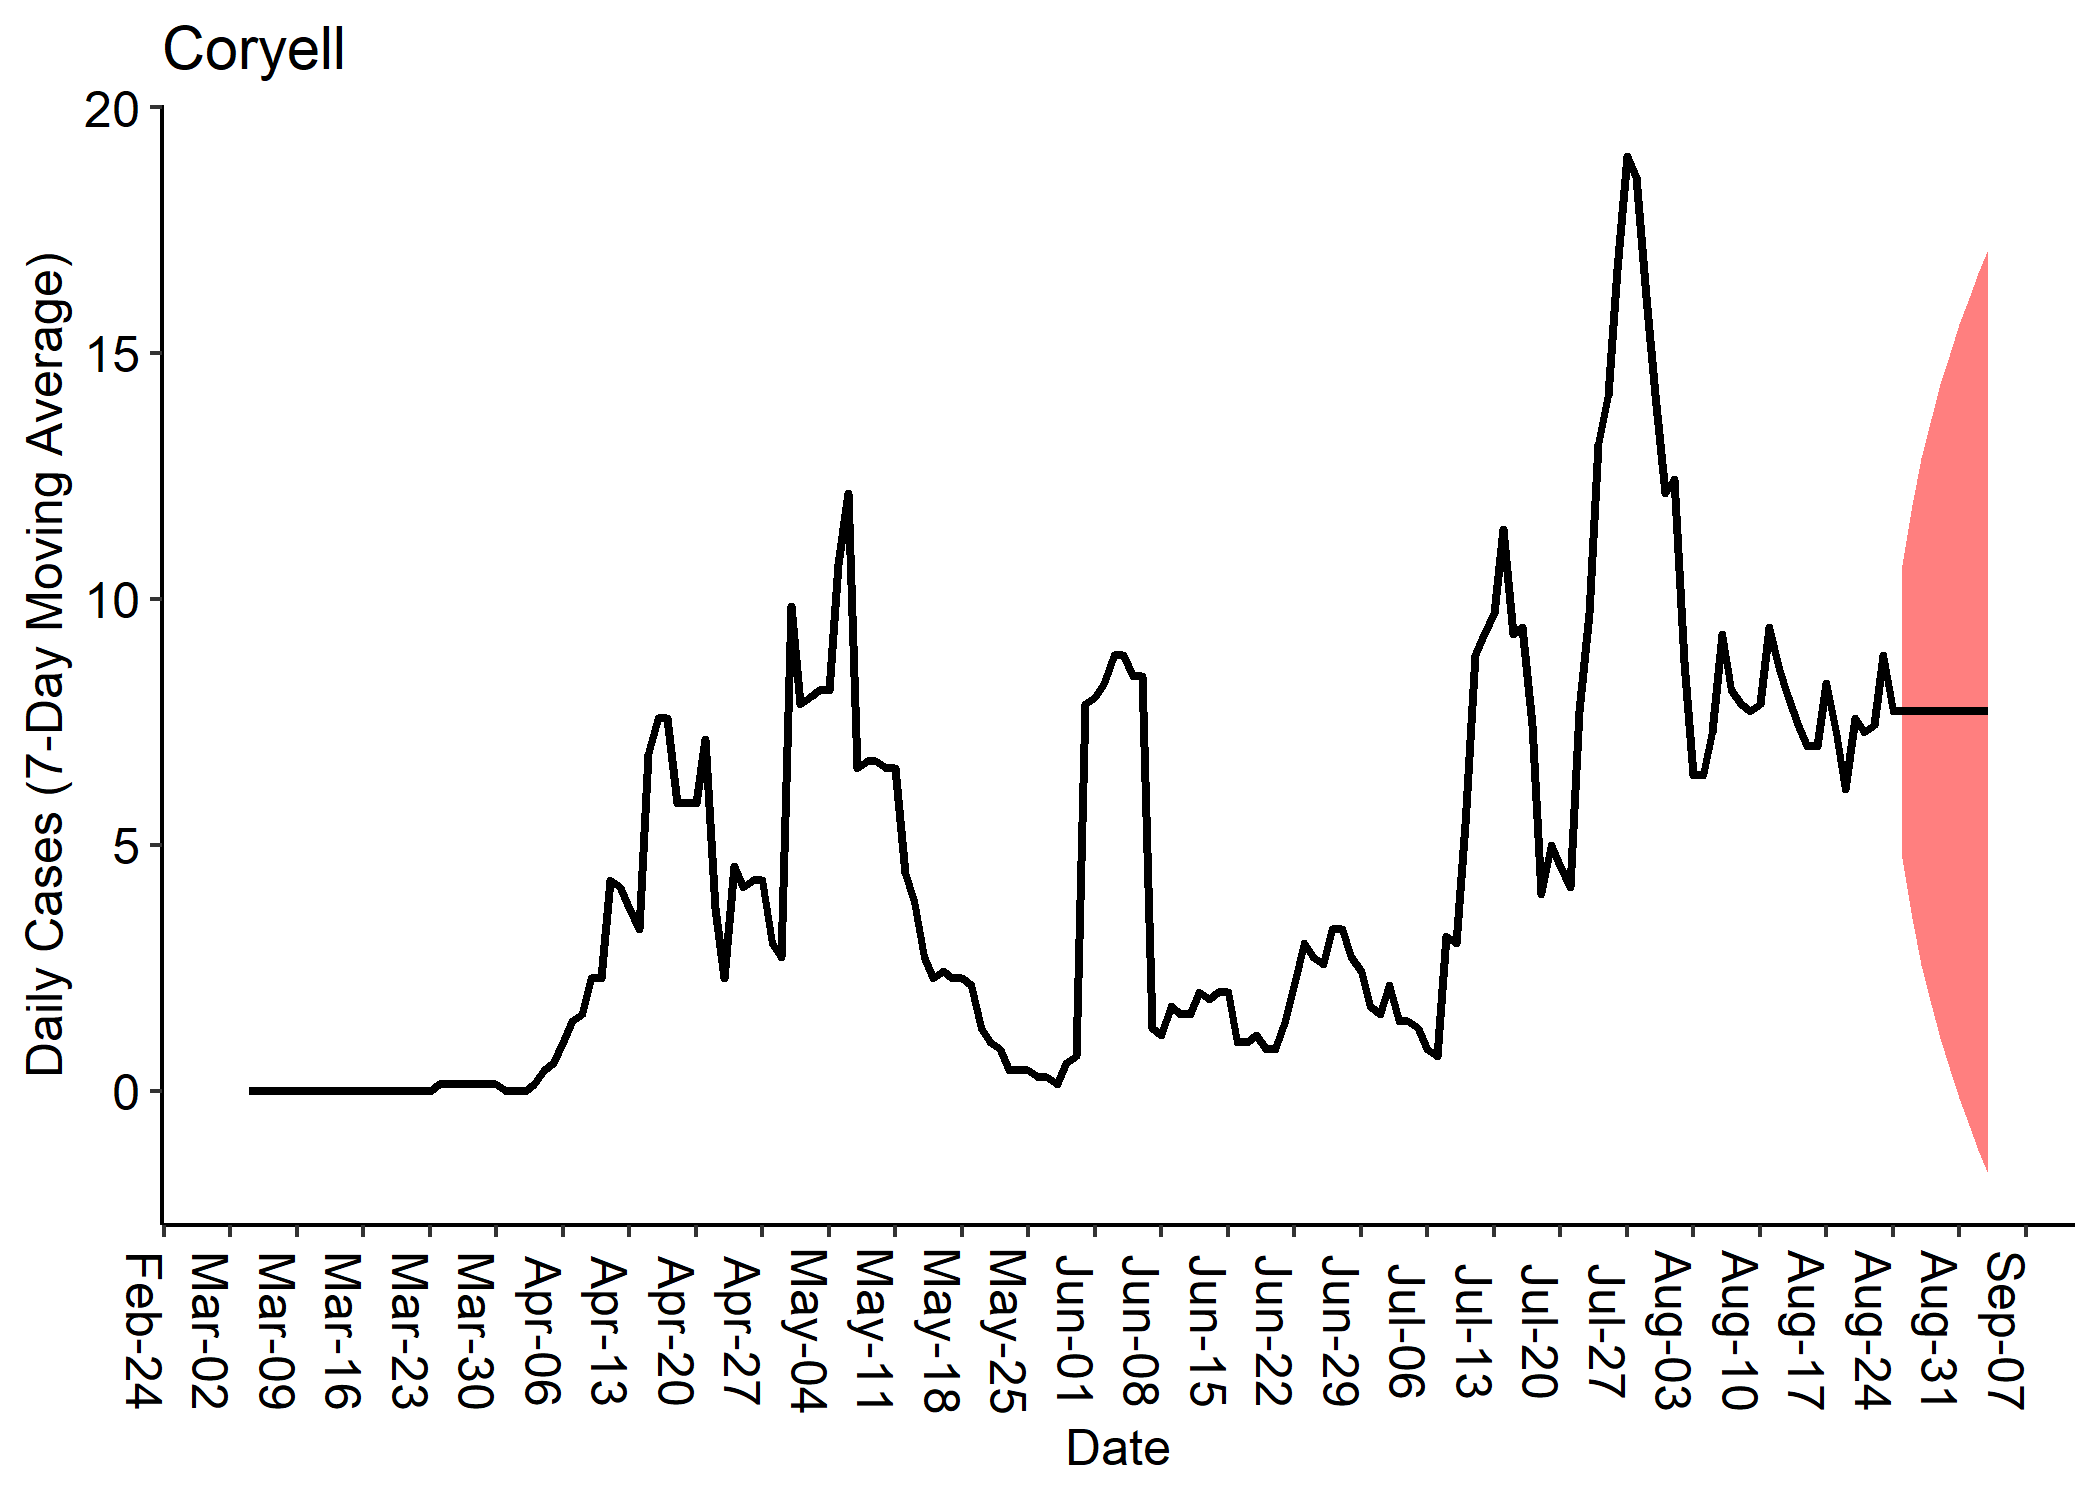 Coryell
Daily Cases (7-Day Moving Average)
20
15
10
5
0
Feb-24
Mar-02
Mar-09
Mar-16
Mar-23
Mar-30
Apr-06
Apr-13
Apr-20
Apr-27
May-04
May-11
May-18
May-25
Jun-01
Jun-08
Jun-15
Jun-22
Jun-29
Jul-06
Jul-13
Jul-20
Jul-27
Aug-03
Aug-10
Aug-17
Aug-24
Aug-31
Sep-07
Date